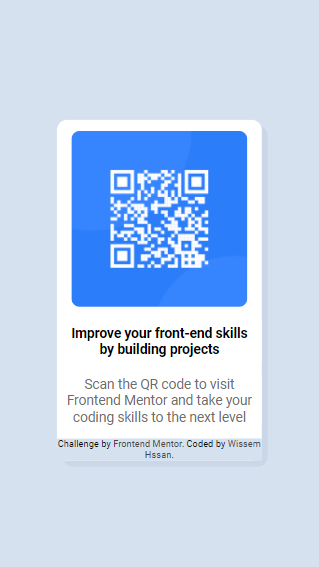 Improve your front-end skills
by building projects
Scan the QR code to visit
Frontend Mentor and take your
coding skills to the next level
Challenge by Frontend Mentor. Coded by Wissem
Hssan.